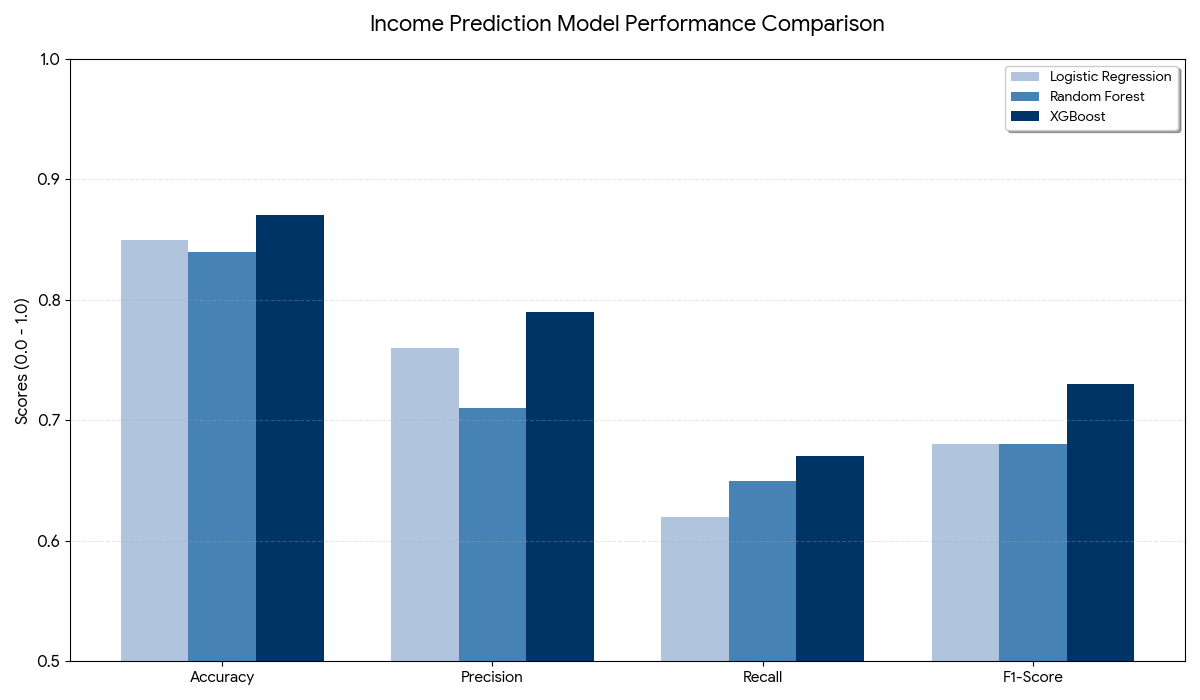 Income Prediction Model Performance Comparison
Logistic Regression
Random Forest
XGBoost
Scores (0.0 - 1.0)
1.0
0.9
0.8
0.7
0.6
0.5
Accuracy
Precision
Recall
F1-Score